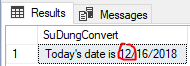 Results Messages
SuDungConvert
1 Today's date is 12/16/2018